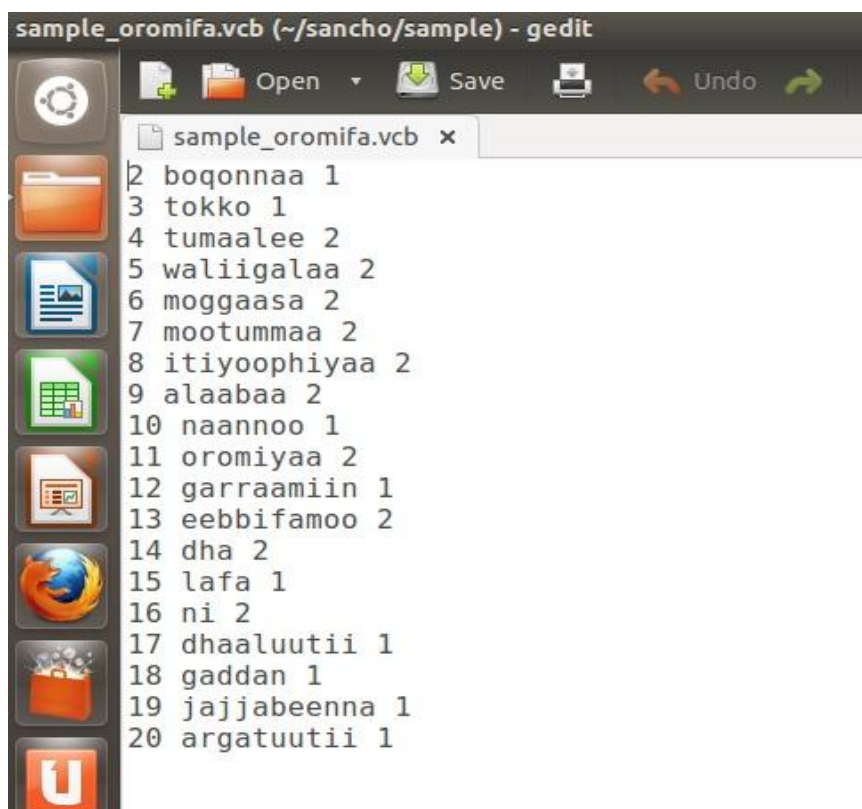 sample_oromifa.vcb (~/sancho/sample) - gedit
Open Save Undo
sample_oromifa.vcb x
2 boqonnaa 1
3 tokko 1
4 tumaalee 2
5 waliigalaa 2
6 moggaasa 2
7 mootummaa 2
8 itiyoophiyaa 2
9 alaabaa 2
10 naannoo 1
11 oromiyaa 2
12 garraamiin 1
13 eebbifamoo 2
14 dha 2
15 lafa 1
16 ni 2
17 dhaaluutii 1
18 gaddan 1
19 jajjabeenna 1
20 argatuutii 1